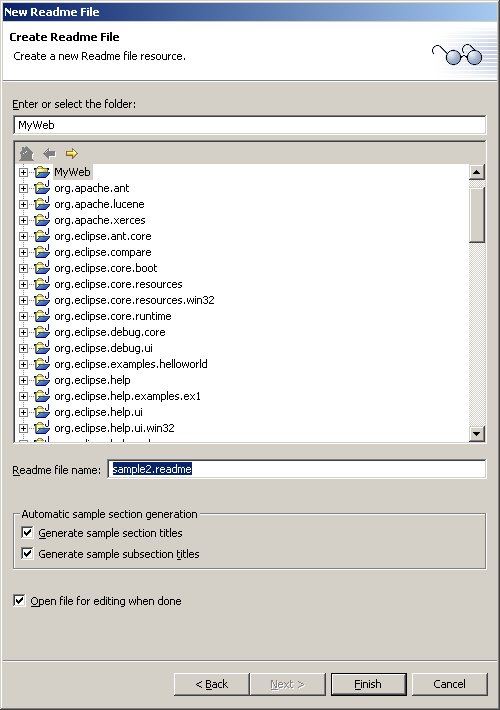 New Readme File
Create Readme File
Create a new Readme file resource.
Enter or select the folder:
MyWeb
MyWeb
org.apache.ant
org.apache.lucene
org.apache.xerces
org.eclipse.ant.core
org.eclipse.compare
org.eclipse.core.boot
org.eclipse.core.resources
org.eclipse.core.resources.win32
org.eclipse.core.runtime
org.eclipse.debug.core
org.eclipse.debug.ui
org.eclipse.examples.helloworld
org.eclipse.help
org.eclipse.help.examples.ex1
org.eclipse.help.ui
org.eclipse.help.ui.win32
Readme file name: sample2.readme
Automatic sample section generation
Generate sample section titles
Generate sample subsection titles
Open file for editing when done
< Back Next > Finish Cancel